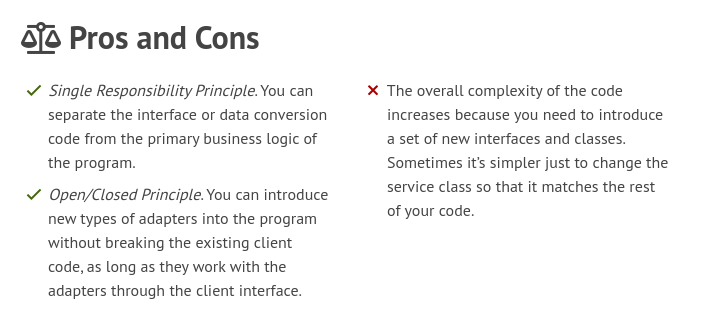 Pros and Cons
Single Responsibility Principle. You can
separate the interface or data conversion
code from the primary business logic of
the program.
Open/Closed Principle. You can introduce
new types of adapters into the program
without breaking the existing client
code, as long as they work with the
adapters through the client interface.
The overall complexity of the code
increases because you need to introduce
a set of new interfaces and classes.
Sometimes it’s simpler just to change the
service class so that it matches the rest
of your code.